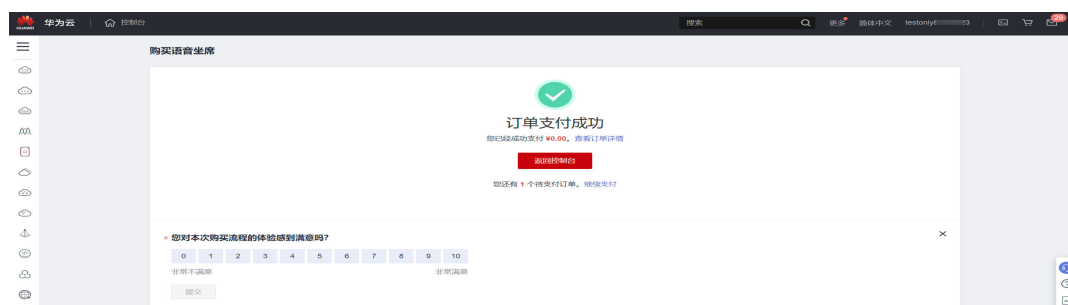 HUAWEI 华为云 控制台 搜索 更多 简体中文 29
购买语音坐席
订单支付成功
您已经成功支付 ¥0.00。查看订单详情
返回控制台
您还有 1 个待支付订单。继续支付
* 您对本次购买流程的体验感到满意吗?
0 1 2 3 4 5 6 7 8 9 10
非常不满意 非常满意
提交